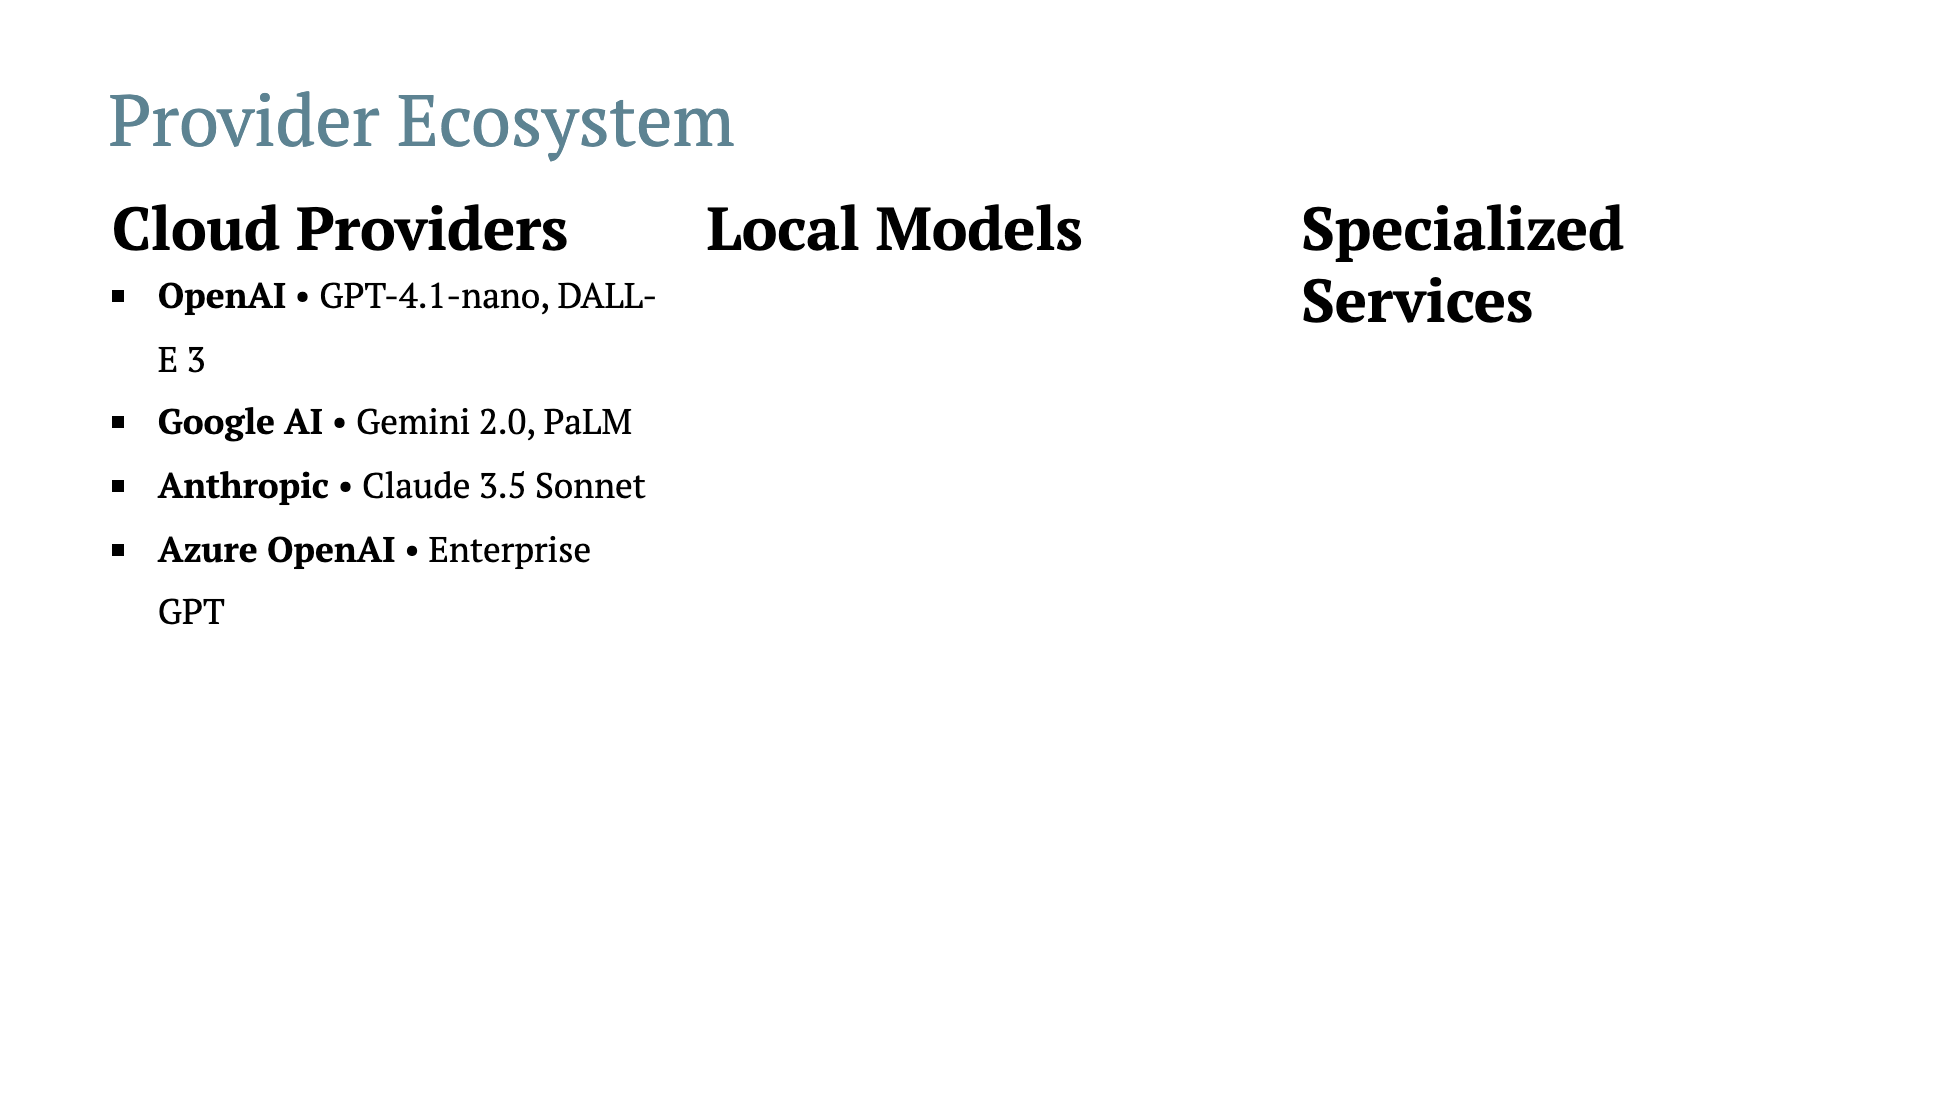 Provider Ecosystem
Cloud Providers
▪ OpenAI • GPT-4.1-nano, DALL-
E 3
▪ Google AI • Gemini 2.0, PaLM
▪ Anthropic • Claude 3.5 Sonnet
▪ Azure OpenAI • Enterprise
GPT
Local Models
Specialized
Services